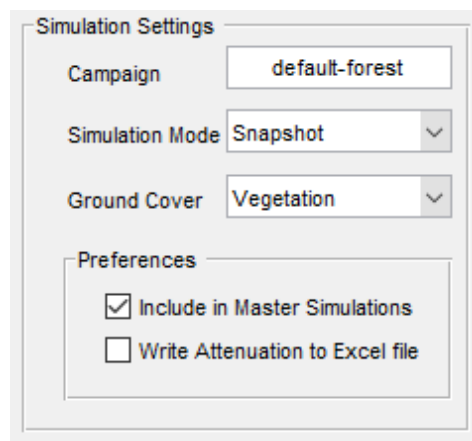 Simulation Settings
Campaign default-forest
Simulation Mode Snapshot
Ground Cover Vegetation
Preferences
Include in Master Simulations
Write Attenuation to Excel file